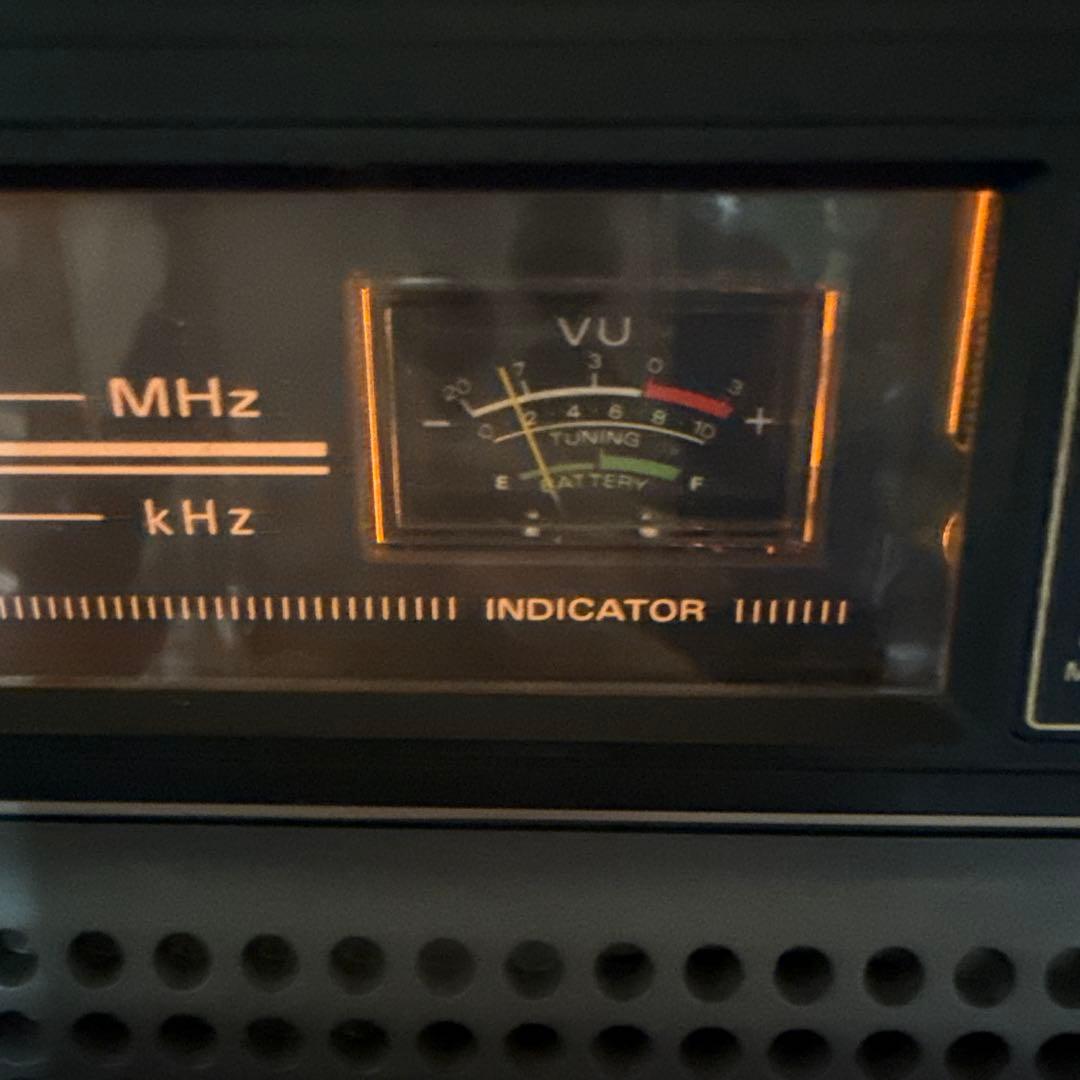 MHz
kHz
VU
20 7 3 0 3
− +
0 2 4 6 8 10
TUNING
E BATTERY F
INDICATOR